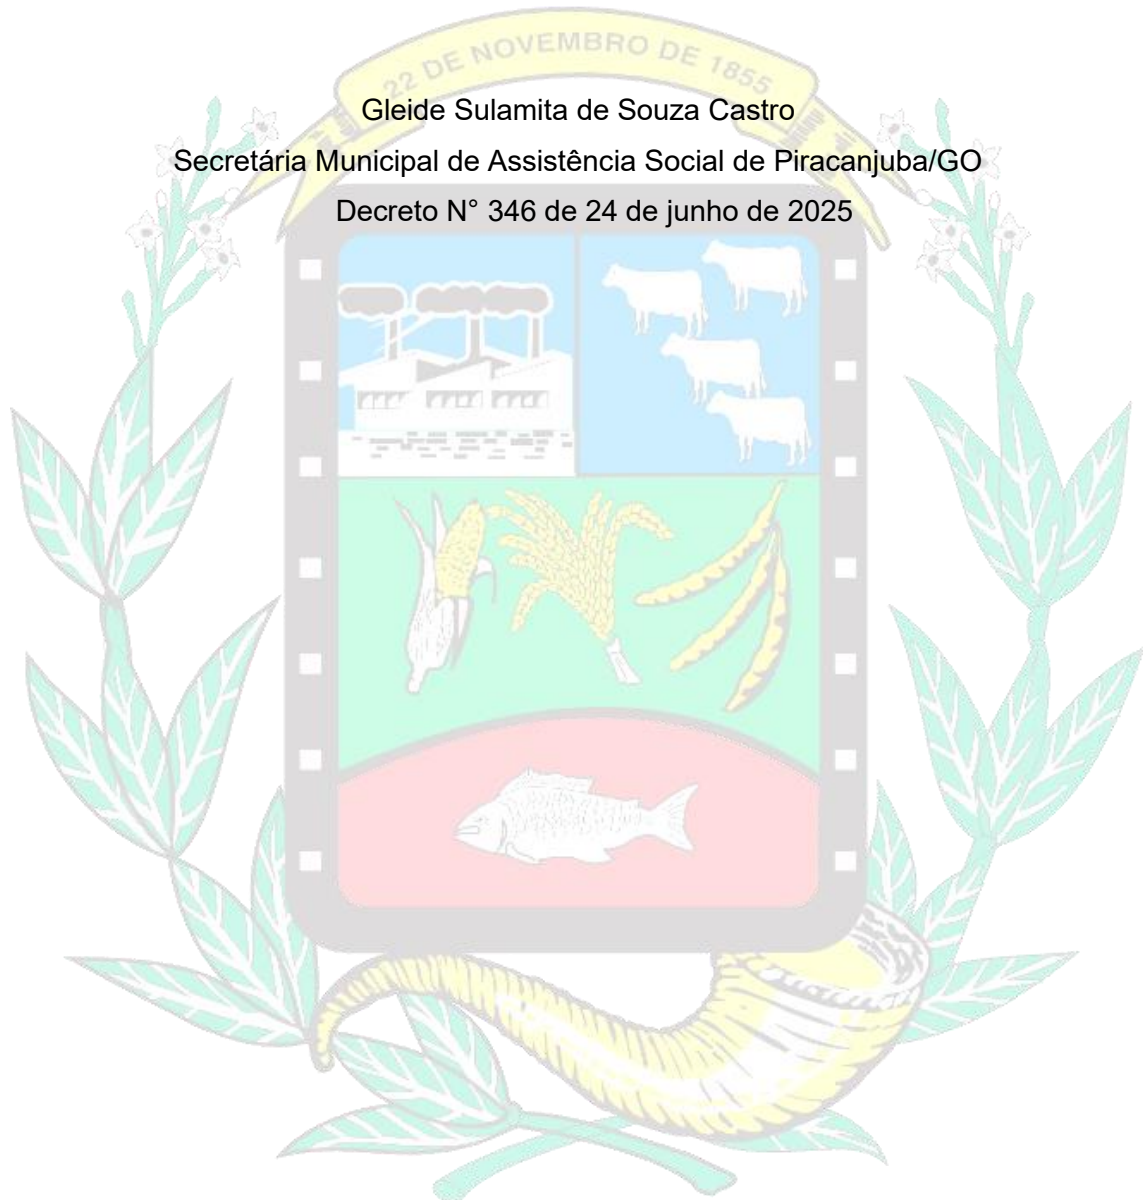 22 DE NOVEMBRO DE 1855
Gleide Sulamita de Souza Castro
Secretária Municipal de Assistência Social de Piracanjuba/GO
Decreto N° 346 de 24 de junho de 2025